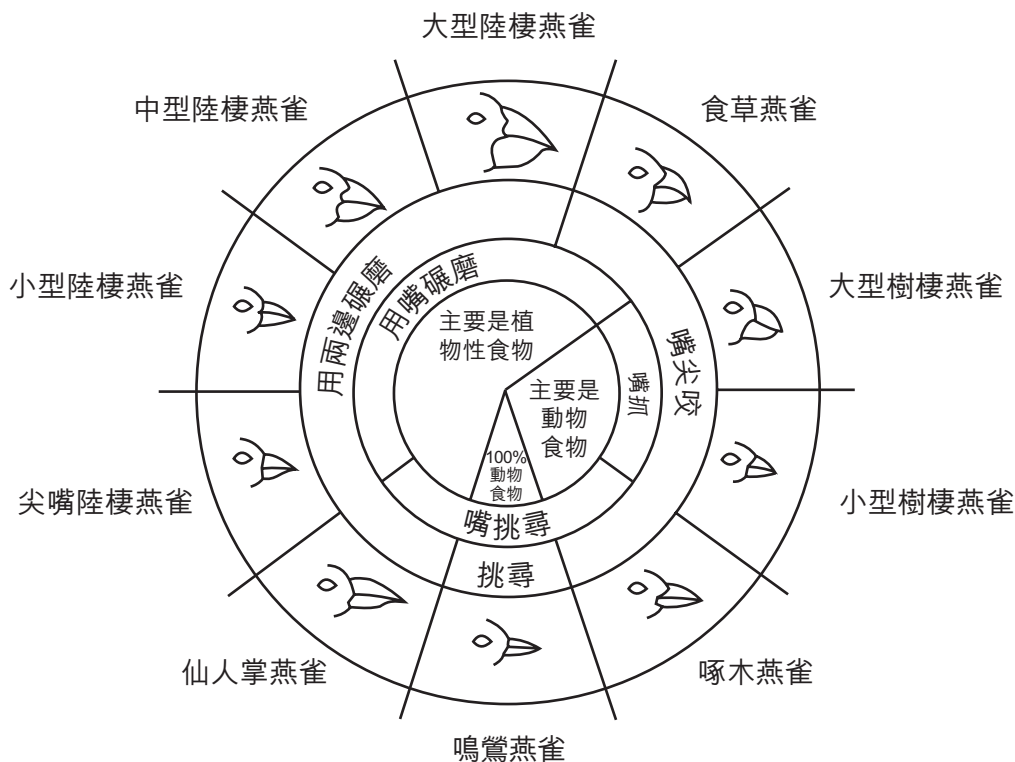 大型陸棲燕雀
中型陸棲燕雀
食草燕雀
小型陸棲燕雀
大型樹棲燕雀
用兩邊碾磨
用嘴碾磨
主要是植
物性食物
嘴尖咬
嘴抓
主要是
動物
食物
100%
動物
食物
尖嘴陸棲燕雀
小型樹棲燕雀
嘴挑尋
挑尋
仙人掌燕雀
啄木燕雀
鳴鶯燕雀